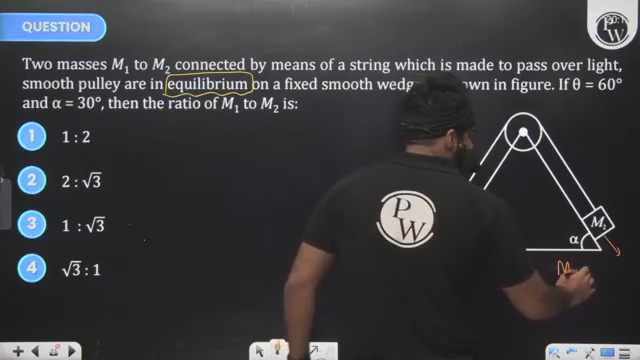 QUESTION
Two masses M₁ to M₂ connected by means of a string which is made to pass over light,
smooth pulley are in equilibrium on a fixed smooth wedge own in figure. If θ = 60°
and α = 30°, then the ratio of M₁ to M₂ is:
1 1 : 2
2 2 : √3
3 1 : √3
4 √3 : 1
P
W
P
W
M₂
α
M